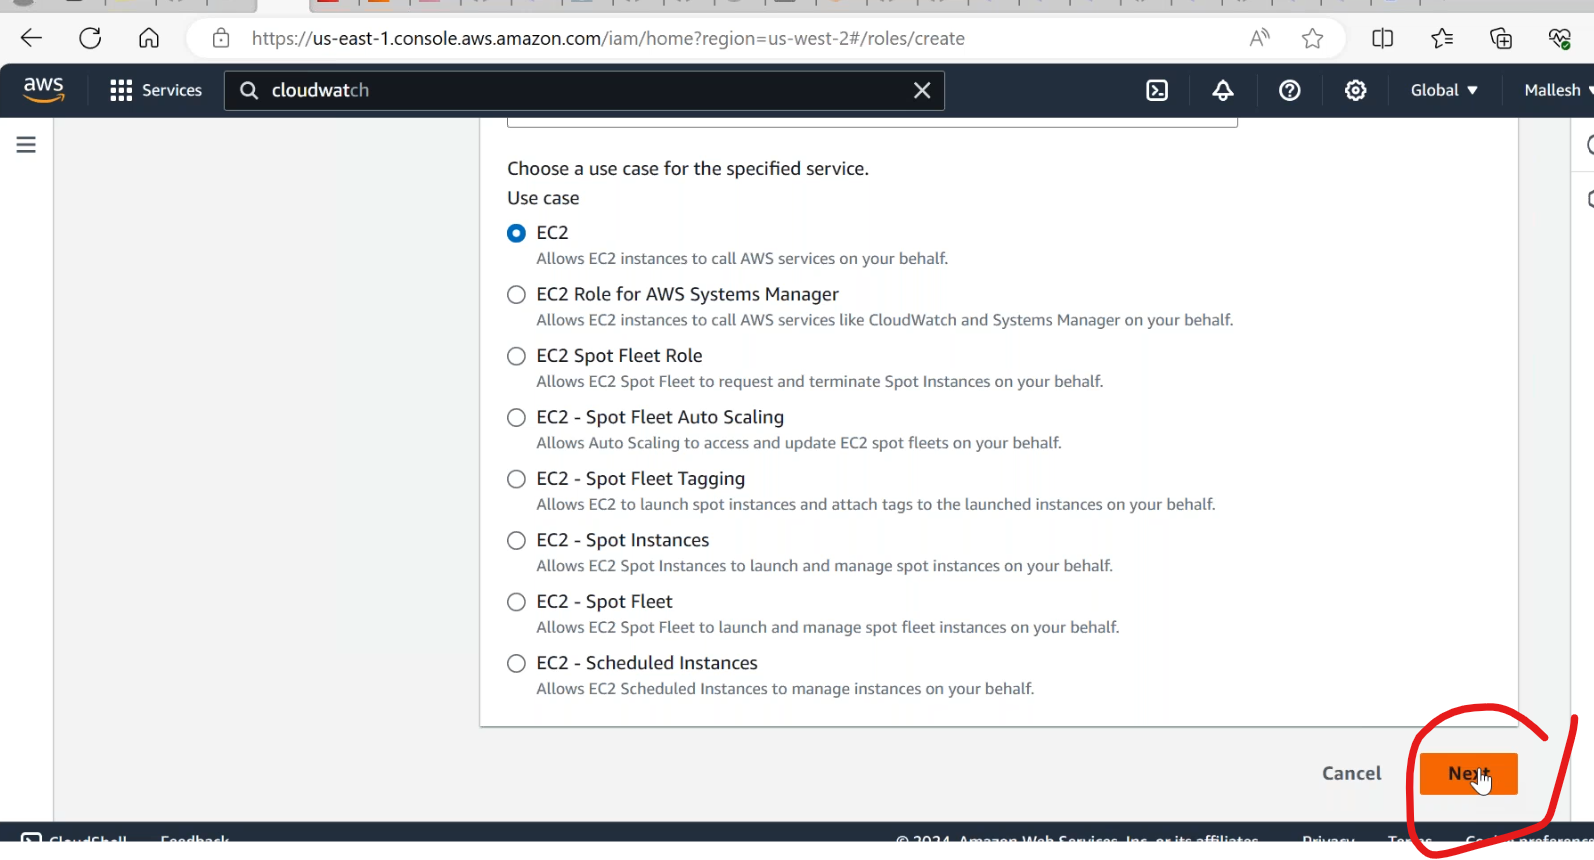 https://us-east-1.console.aws.amazon.com/iam/home?region=us-west-2#/roles/create
aws
Services
cloudwatch
Global
Mallesh
Choose a use case for the specified service.
Use case
EC2
Allows EC2 instances to call AWS services on your behalf.
EC2 Role for AWS Systems Manager
Allows EC2 instances to call AWS services like CloudWatch and Systems Manager on your behalf.
EC2 Spot Fleet Role
Allows EC2 Spot Fleet to request and terminate Spot Instances on your behalf.
EC2 - Spot Fleet Auto Scaling
Allows Auto Scaling to access and update EC2 spot fleets on your behalf.
EC2 - Spot Fleet Tagging
Allows EC2 to launch spot instances and attach tags to the launched instances on your behalf.
EC2 - Spot Instances
Allows EC2 Spot Instances to launch and manage spot instances on your behalf.
EC2 - Spot Fleet
Allows EC2 Spot Fleet to launch and manage spot fleet instances on your behalf.
EC2 - Scheduled Instances
Allows EC2 Scheduled Instances to manage instances on your behalf.
Cancel
Next
CloudShell
Feedback
© 2024, Amazon Web Services, Inc. or its affiliates.
Privacy
Terms
Cookie preferences